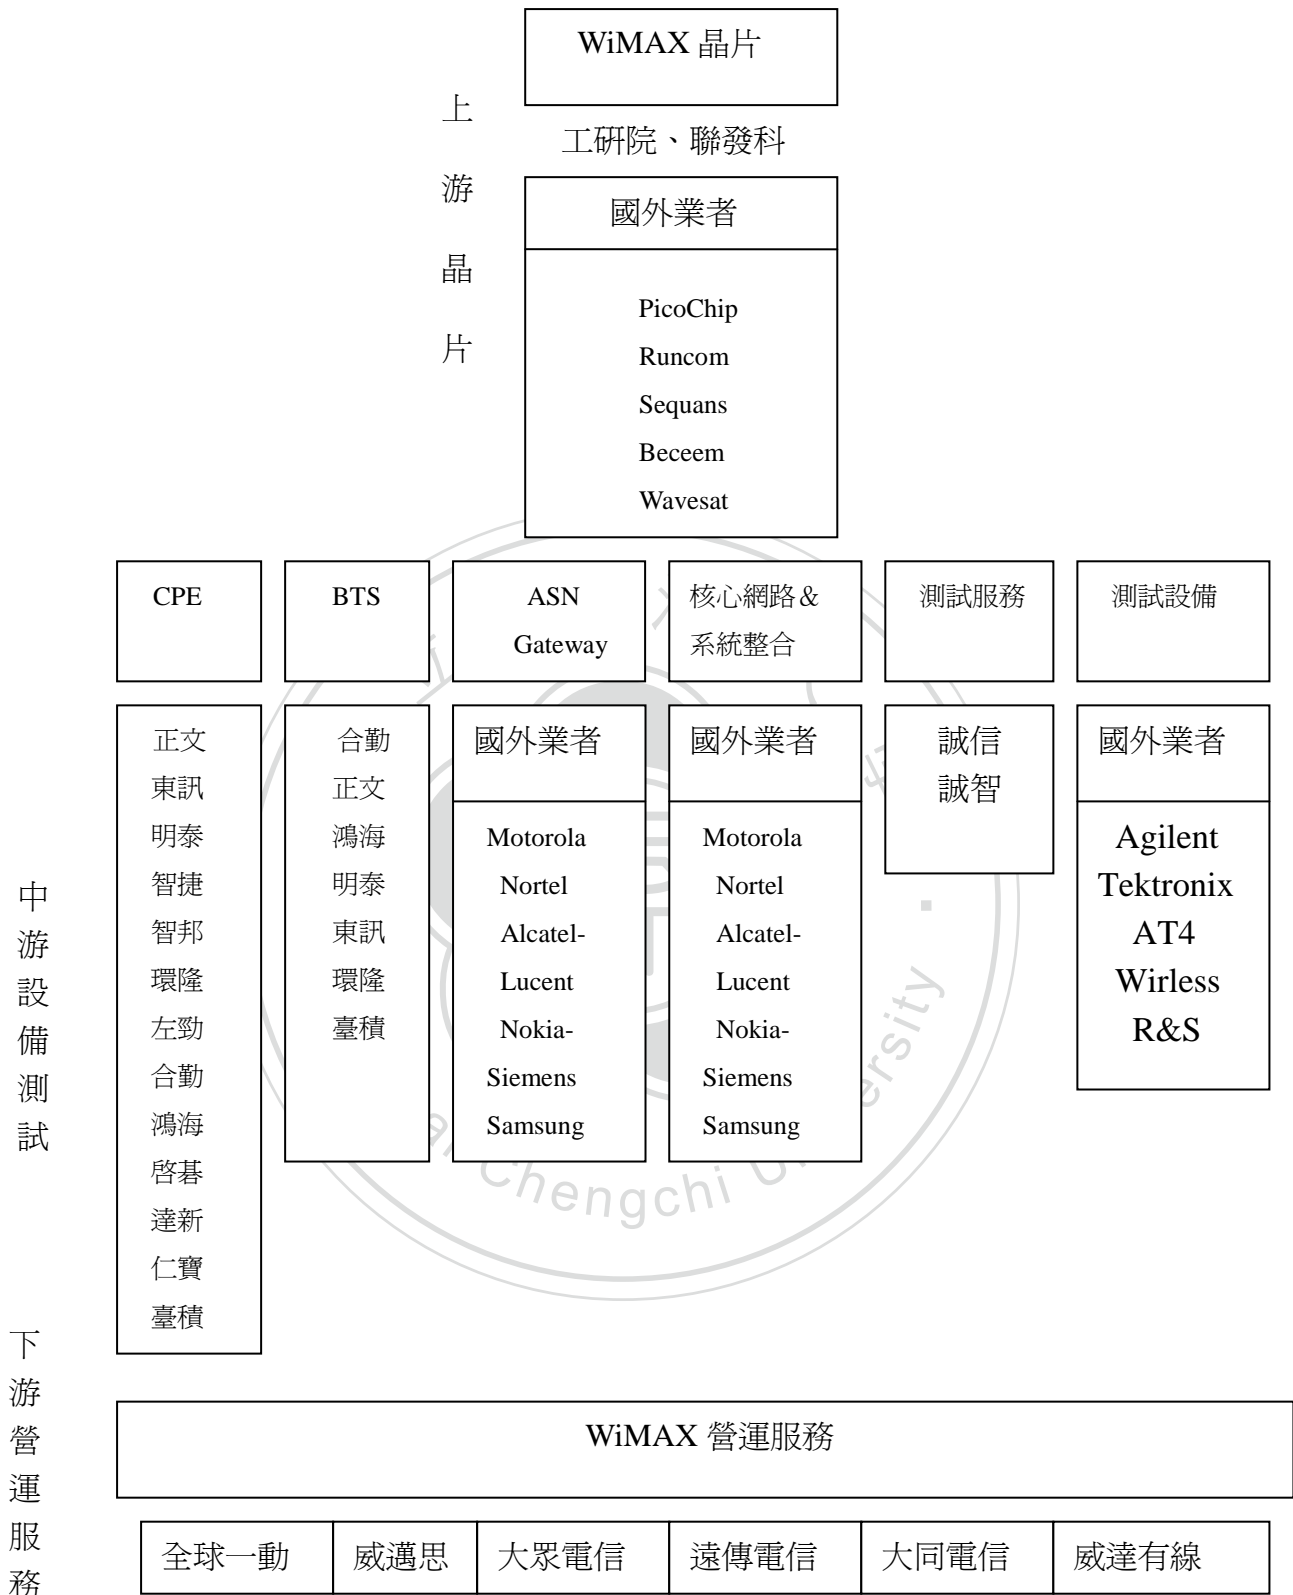 WiMAX 晶片
上
游
晶
片
工研院、聯發科
國外業者
PicoChip
Runcom
Sequans
Beceem
Wavesat
CPE
BTS
ASN
Gateway
核心網路&
系統整合
測試服務
測試設備
中
游
設
備
測
試
正文
東訊
明泰
智捷
智邦
環隆
左勁
合勤
鴻海
啓碁
達新
仁寶
臺積
合勤
正文
鴻海
明泰
東訊
環隆
臺積
國外業者
Motorola
Nortel
Alcatel-
Lucent
Nokia-
Siemens
Samsung
國外業者
Motorola
Nortel
Alcatel-
Lucent
Nokia-
Siemens
Samsung
誠信
誠智
國外業者
Agilent
Tektronix
AT4
Wirless
R&S
Chengchi
下
游
營
運
服
務
WiMAX 營運服務
全球一動
威邁思
大眾電信
遠傳電信
大同電信
威達有線